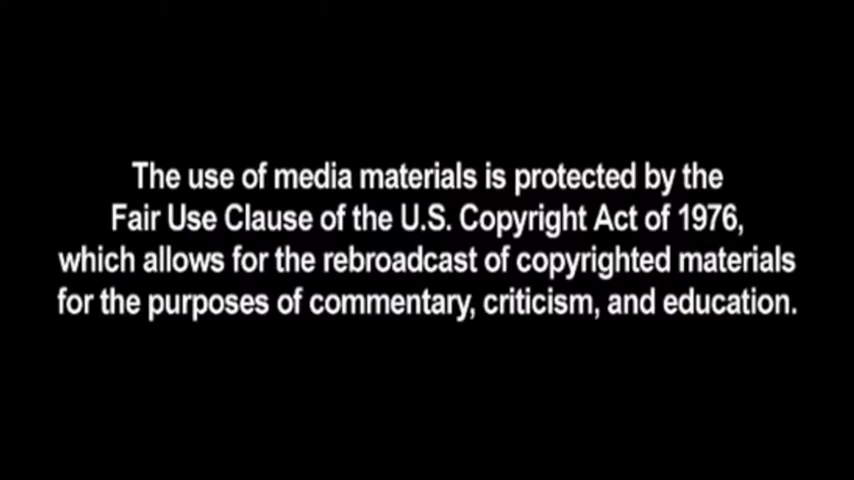 The use of media materials is protected by the
Fair Use Clause of the U.S. Copyright Act of 1976,
which allows for the rebroadcast of copyrighted materials
for the purposes of commentary, criticism, and education.